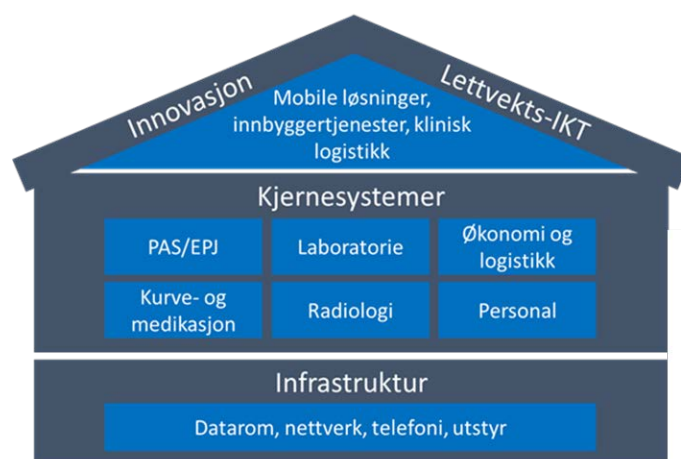 Innovasjon
Lettvekts-IKT
Mobile løsninger,
innbyggertjenester, klinisk
logistikk
Kjernesystemer
PAS/EPJ
Laboratorie
Økonomi og
logistikk
Kurve- og
medikasjon
Radiologi
Personal
Infrastruktur
Datarom, nettverk, telefoni, utstyr